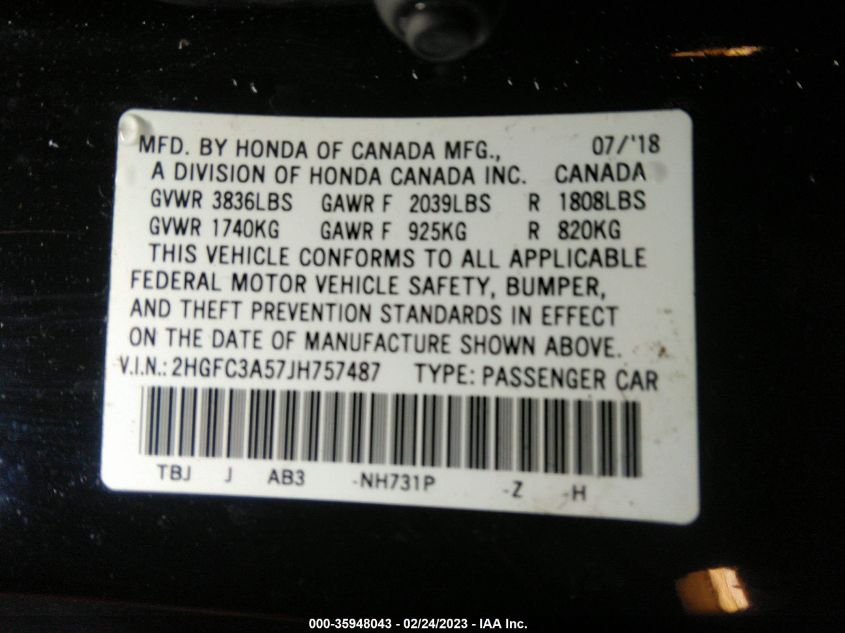 MFD. BY HONDA OF CANADA MFG., 07/'18
A DIVISION OF HONDA CANADA INC. CANADA
GVWR 3836LBS GAWR F 2039LBS R 1808LBS
GVWR 1740KG GAWR F 925KG R 820KG
THIS VEHICLE CONFORMS TO ALL APPLICABLE
FEDERAL MOTOR VEHICLE SAFETY, BUMPER,
AND THEFT PREVENTION STANDARDS IN EFFECT
ON THE DATE OF MANUFACTURE SHOWN ABOVE.
V.I.N.: 2HGFC3A57JH757487 TYPE: PASSENGER CAR
TBJ J AB3 -NH731P -Z -H
000-35948043 / 02/24/2023 - IAA Inc.